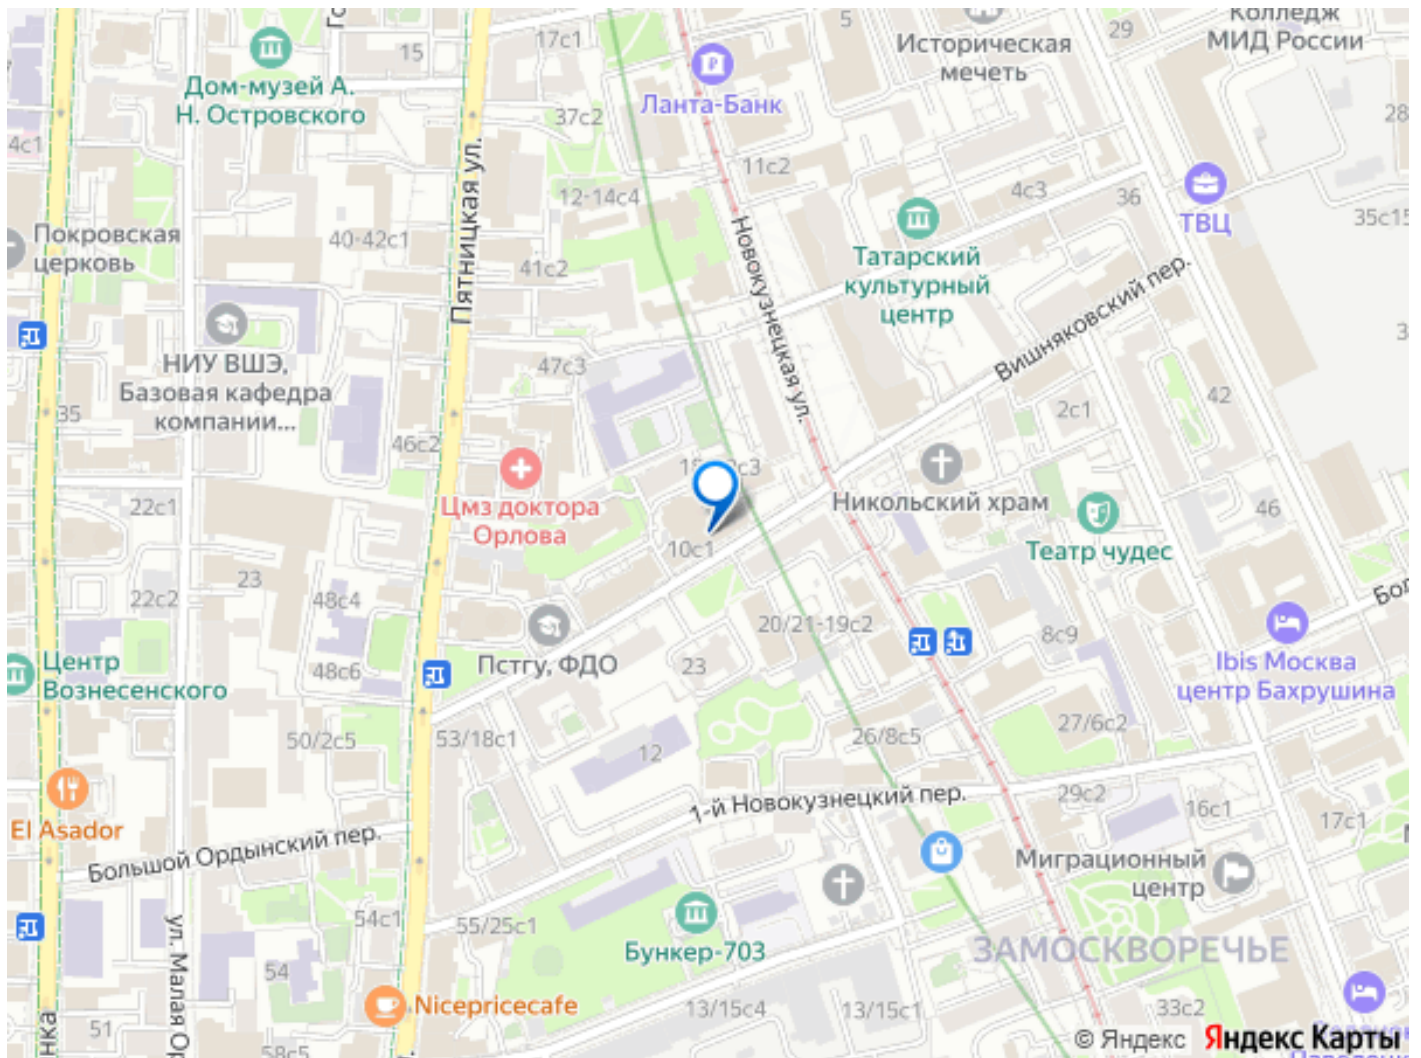 17с1
5
29
Колледж
МИД России
Историческая
мечеть
15
Дом-музей А.
Н. Островского
Ланта-Банк
37с2
28
4с1
11с2
12-14с4
4с3
36
ТВЦ
35с15
Пятницкая ул.
Новокузнецкая ул.
Покровская
церковь
40-42с1
41с2
Татарский
культурный
центр
Вишняковский пер.
НИУ ВШЭ,
Базовая кафедра
компании...
47с3
35
46с2
2с1
42
Цмз доктора
Орлова
22с1
10с1
Никольский храм
46
Театр чудес
23
22с2
48с4
20/21-19с2
8с9
Бол
Центр
Вознесенского
48с6
Пстгу, ФДО
23
Ibis Москва
центр Бахрушина
50/2с5
53/18с1
12
26/8с5
27/6с2
El Asador
Большой Ордынский пер.
1-й Новокузнецкий пер.
29с2
16с1
17с1
Миграционный
центр
54с1
55/25с1
ул. Малая Ор
Бункер-703
ЗАМОСКВОРЕЧЬЕ
54
Nicepricecafe
13/15с4
13/15с1
33с2
51
нка
58с5
© Яндекс
Яндекс Карты